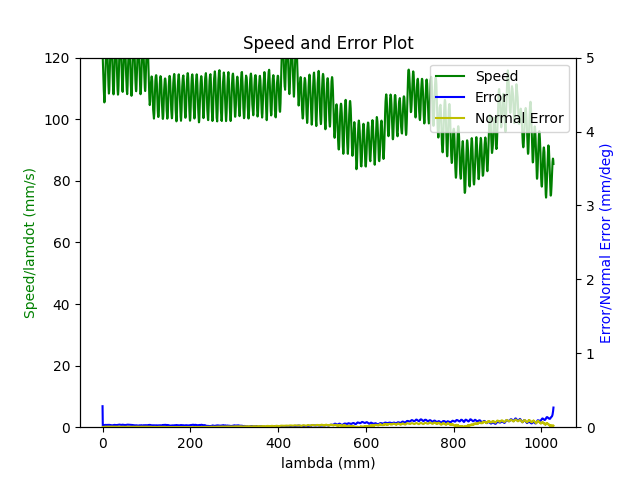 Speed and Error Plot
120
100
80
60
40
20
0
Speed/lamdot (mm/s)
0
200
400
600
800
1000
lambda (mm)
5
4
3
2
1
0
Error/Normal Error (mm/deg)
Speed
Error
Normal Error